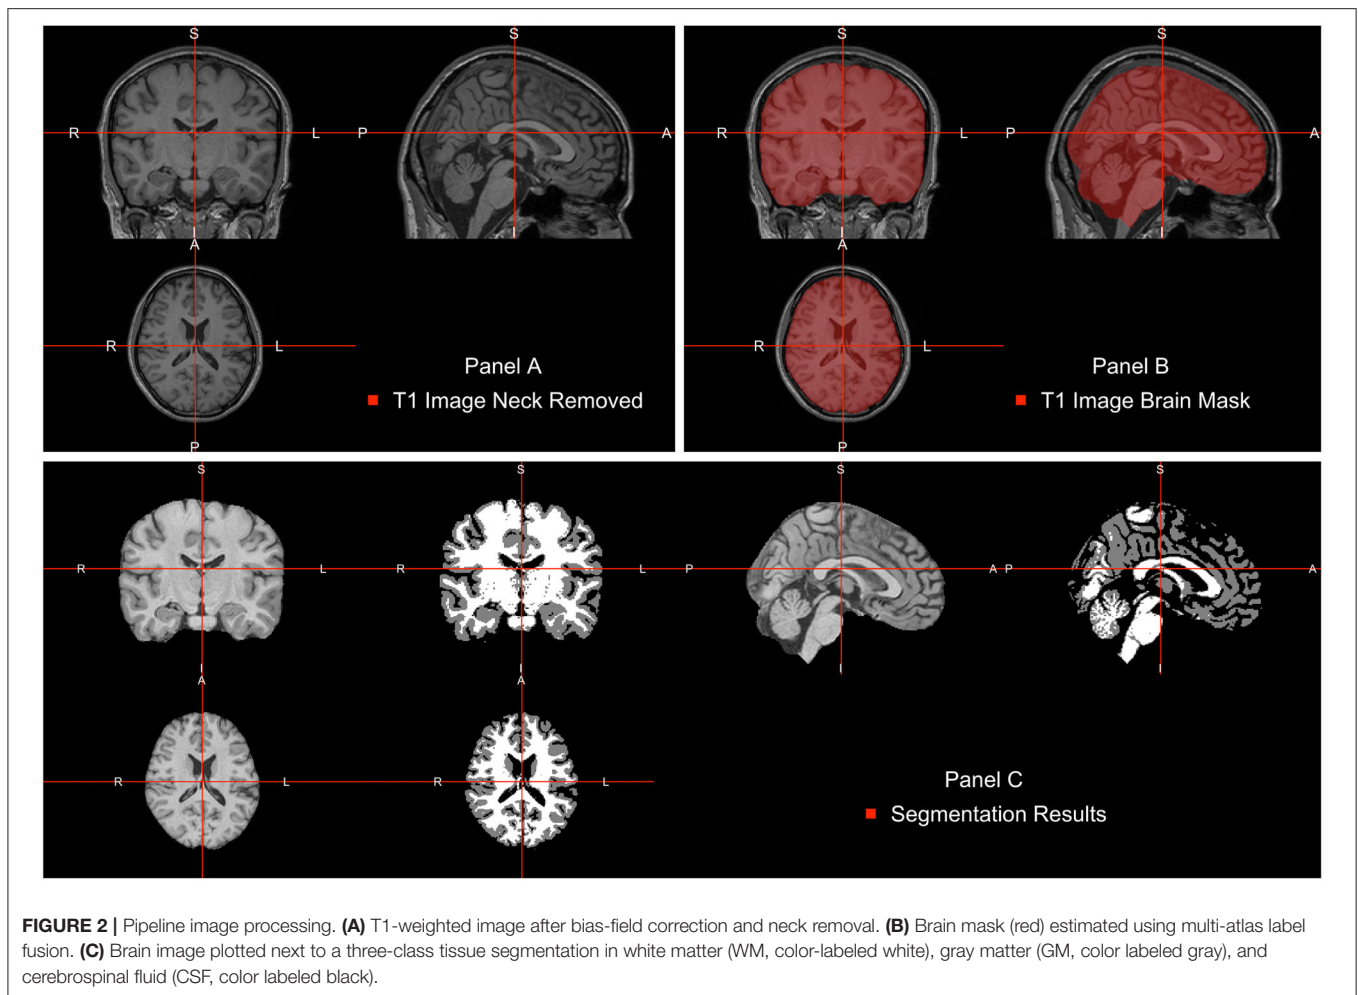 S
S
S
S
R
L
P
A
R
L
P
A
I
I
I
I
A
A
R
L
R
L
Panel A
T1 Image Neck Removed
Panel B
T1 Image Brain Mask
P
P
S
S
S
S
R
L
R
L
P
A
P
A
I
I
I
I
A
A
R
L
R
L
Panel C
Segmentation Results
FIGURE 2 | Pipeline image processing. (A) T1-weighted image after bias-field correction and neck removal. (B) Brain mask (red) estimated using multi-atlas label
fusion. (C) Brain image plotted next to a three-class tissue segmentation in white matter (WM, color-labeled white), gray matter (GM, color labeled gray), and
cerebrospinal fluid (CSF, color labeled black).